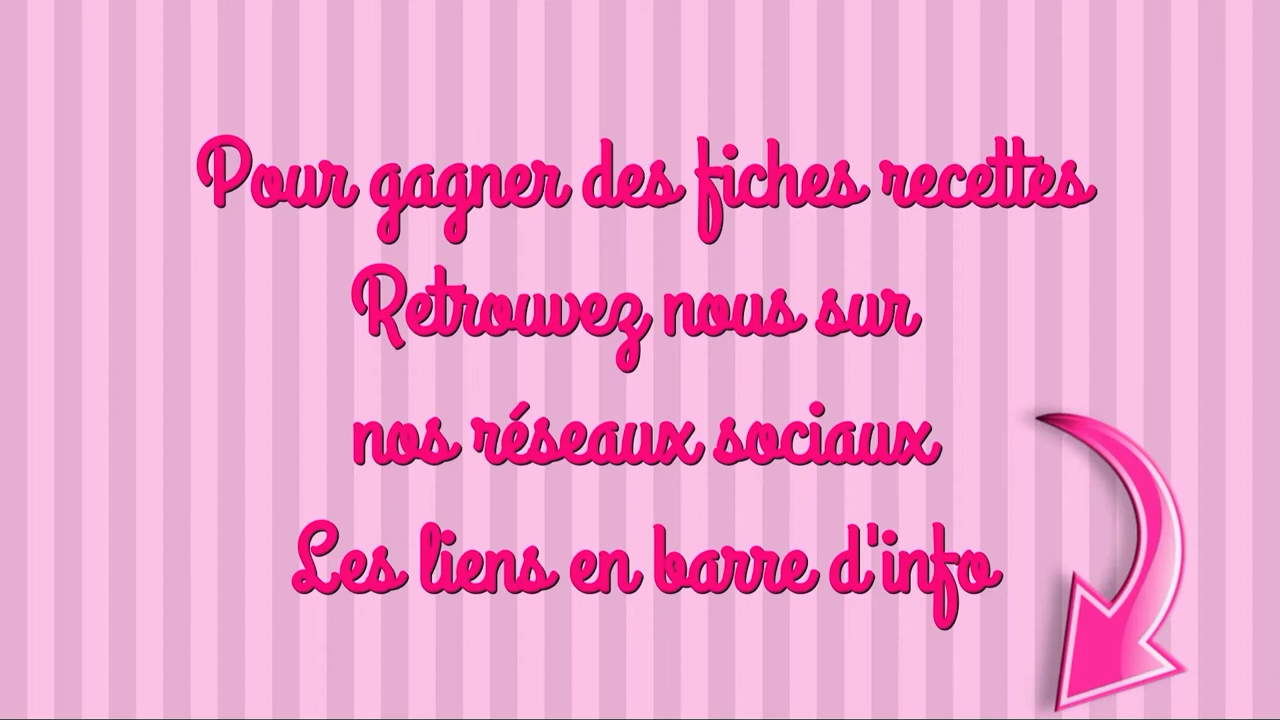 Pour gagner des fiches recettes
Retrouvez nous sur
nos réseaux sociaux
Les liens en barre d'info